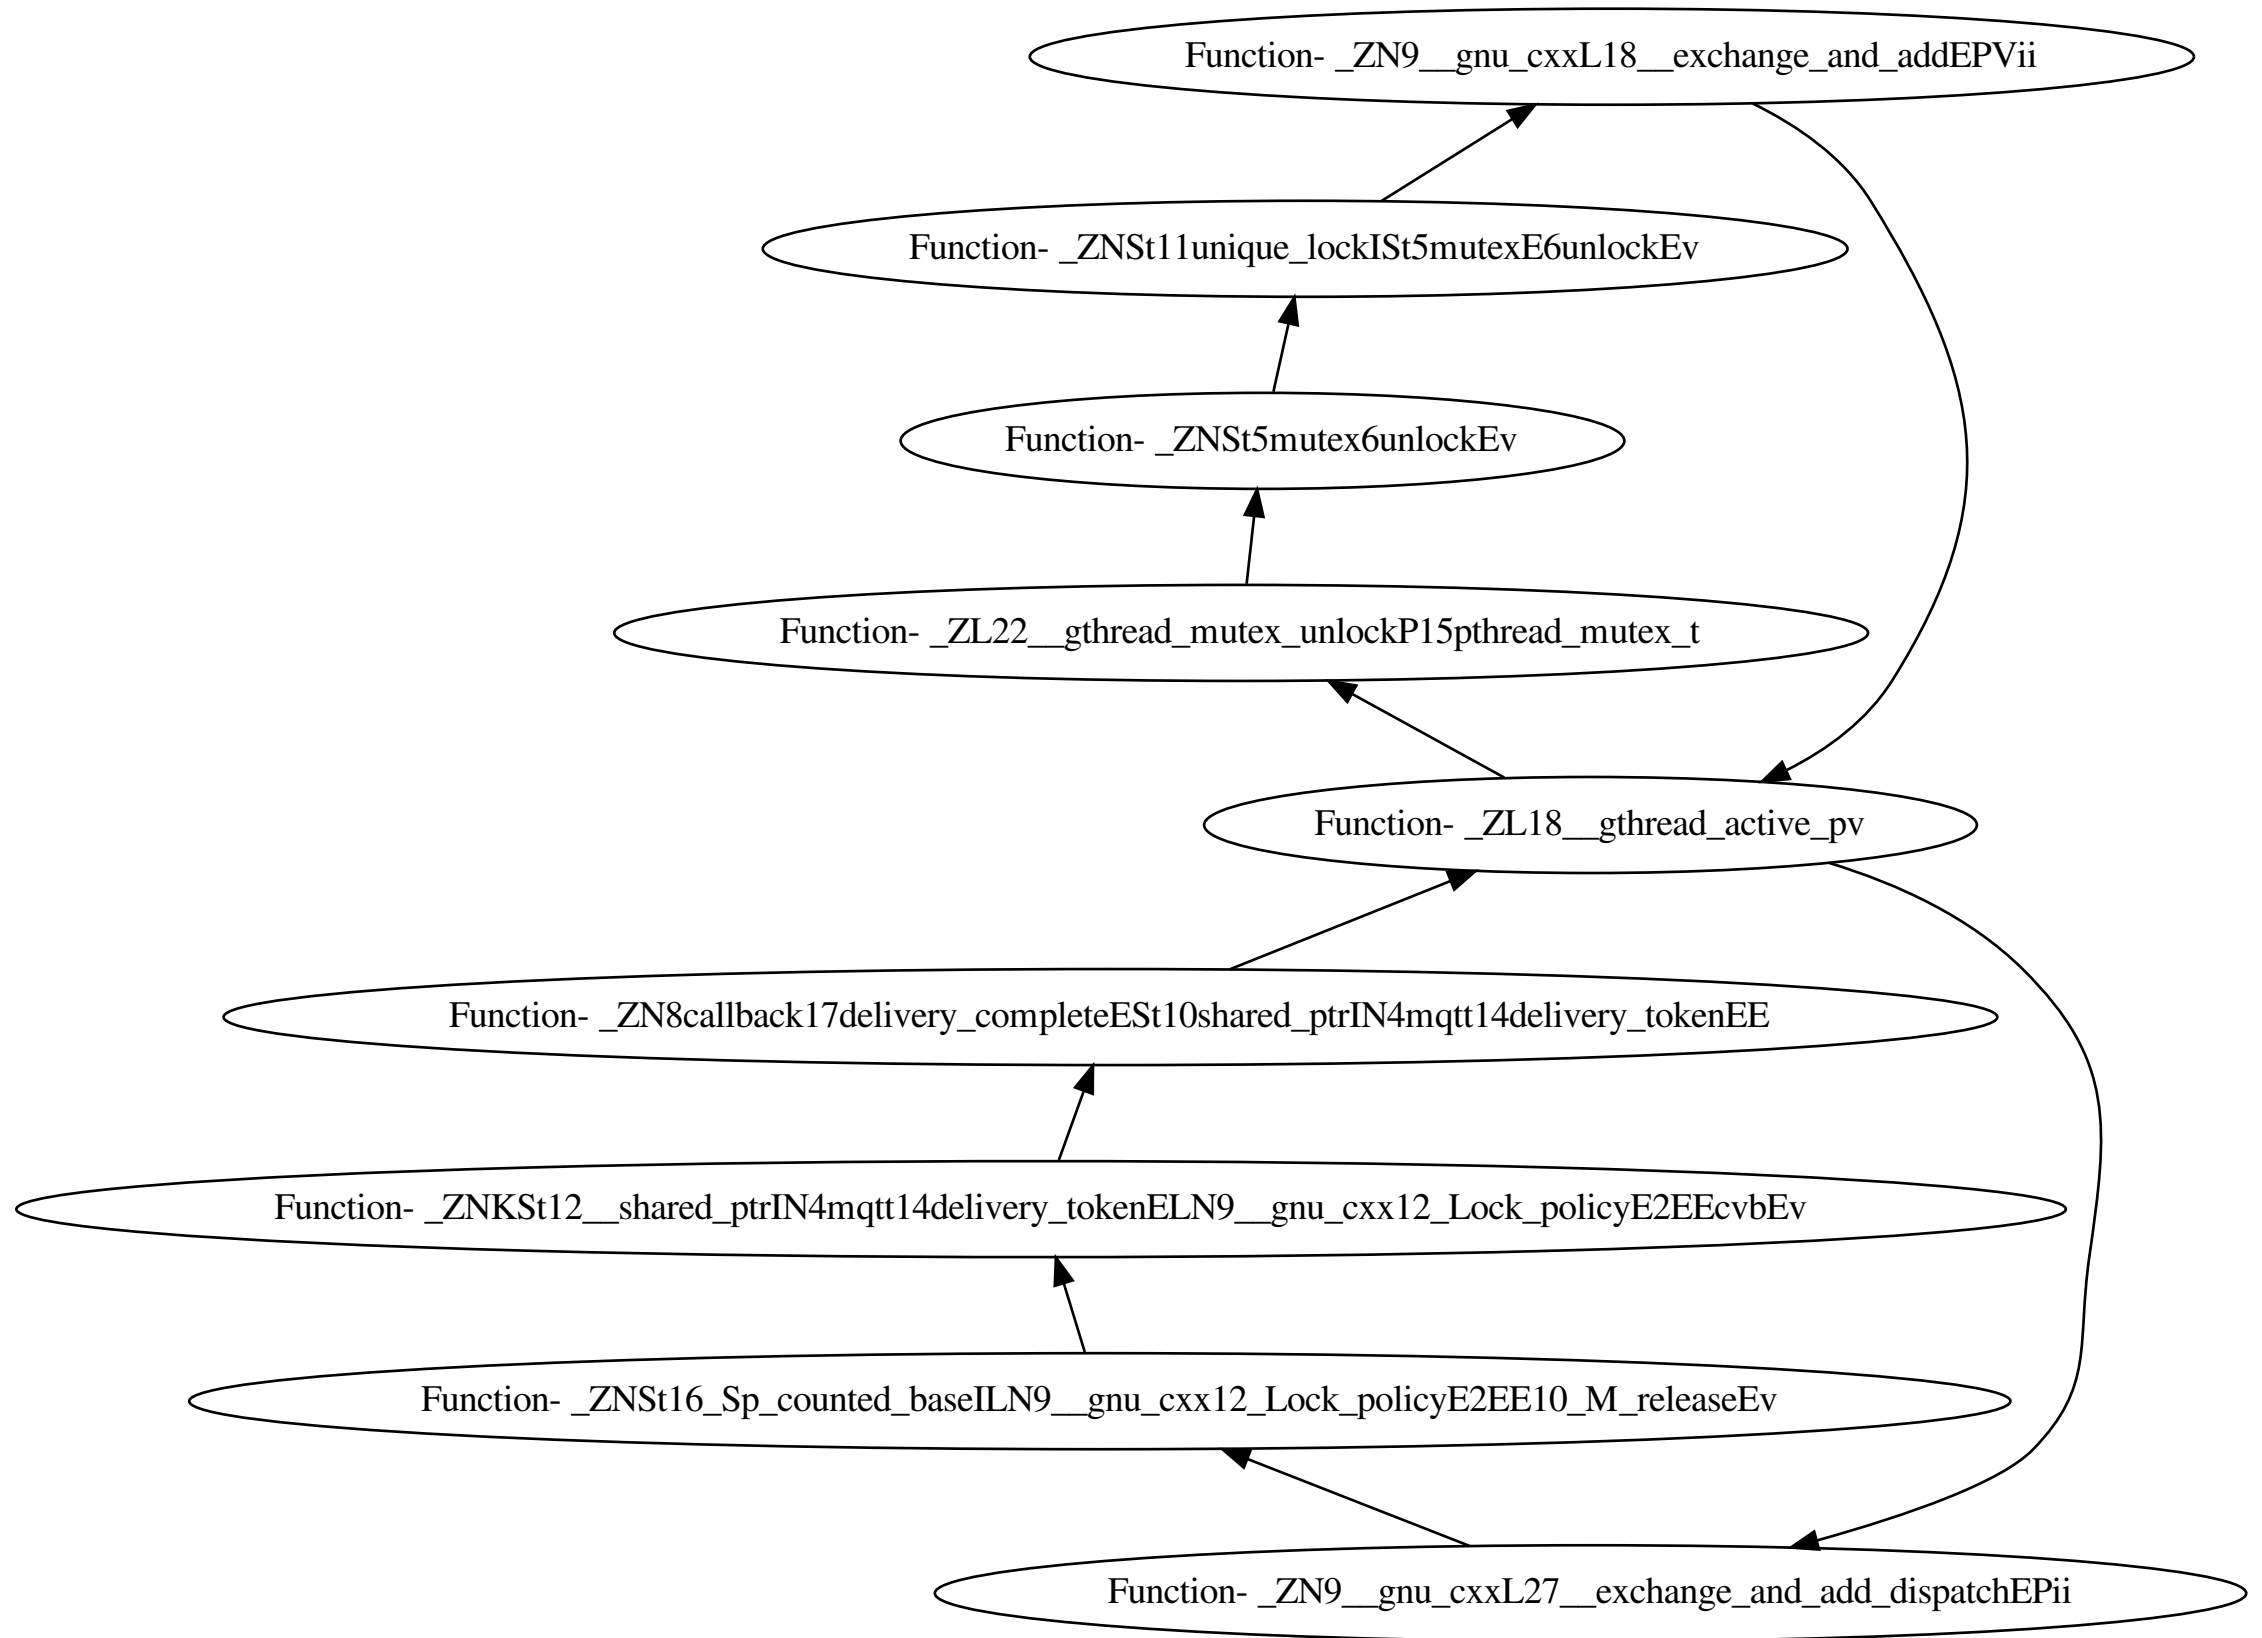 Function- _ZN9__gnu_cxxL18__exchange_and_addEPVii
Function- _ZNSt11unique_lockISt5mutexE6unlockEv
Function- _ZNSt5mutex6unlockEv
Function- _ZL22__gthread_mutex_unlockP15pthread_mutex_t
Function- _ZL18__gthread_active_pv
Function- _ZN8callback17delivery_completeESt10shared_ptrIN4mqtt14delivery_tokenEE
Function- _ZNKSt12__shared_ptrIN4mqtt14delivery_tokenELN9__gnu_cxx12_Lock_policyE2EEcvbEv
Function- _ZNSt16_Sp_counted_baseILN9__gnu_cxx12_Lock_policyE2EE10_M_releaseEv
Function- _ZN9__gnu_cxxL27__exchange_and_add_dispatchEPii